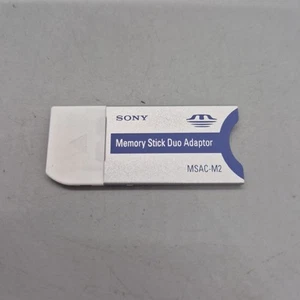 SONY
Memory Stick Duo Adaptor
MSAC-M2